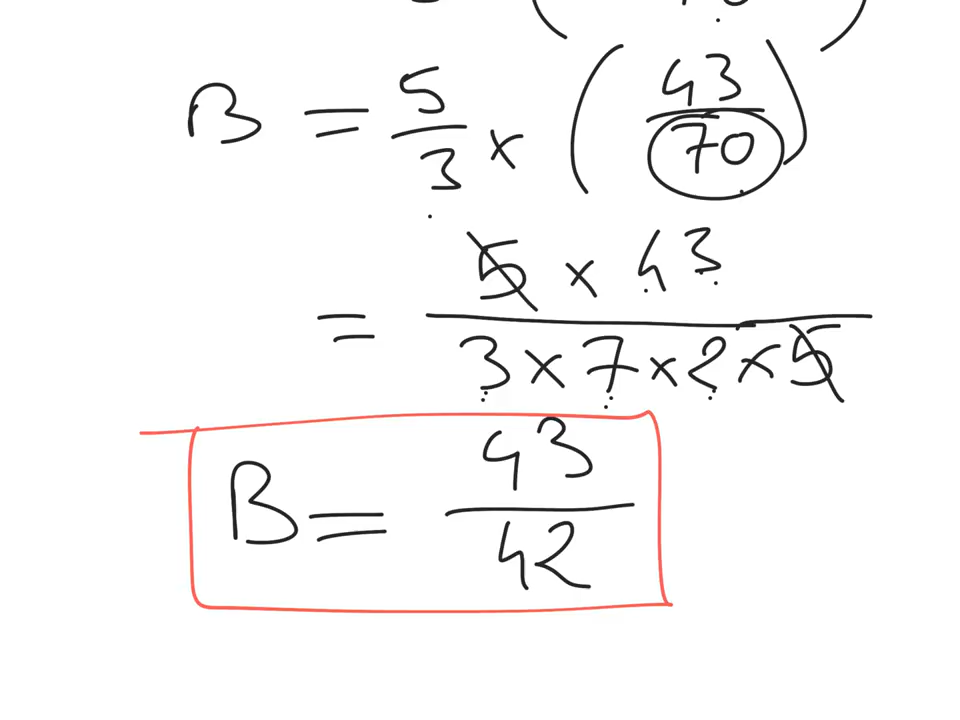 B = 5/3 × (43/70)
= 5 × 43 / 3 × 7 × 2 × 5
B = 43/42